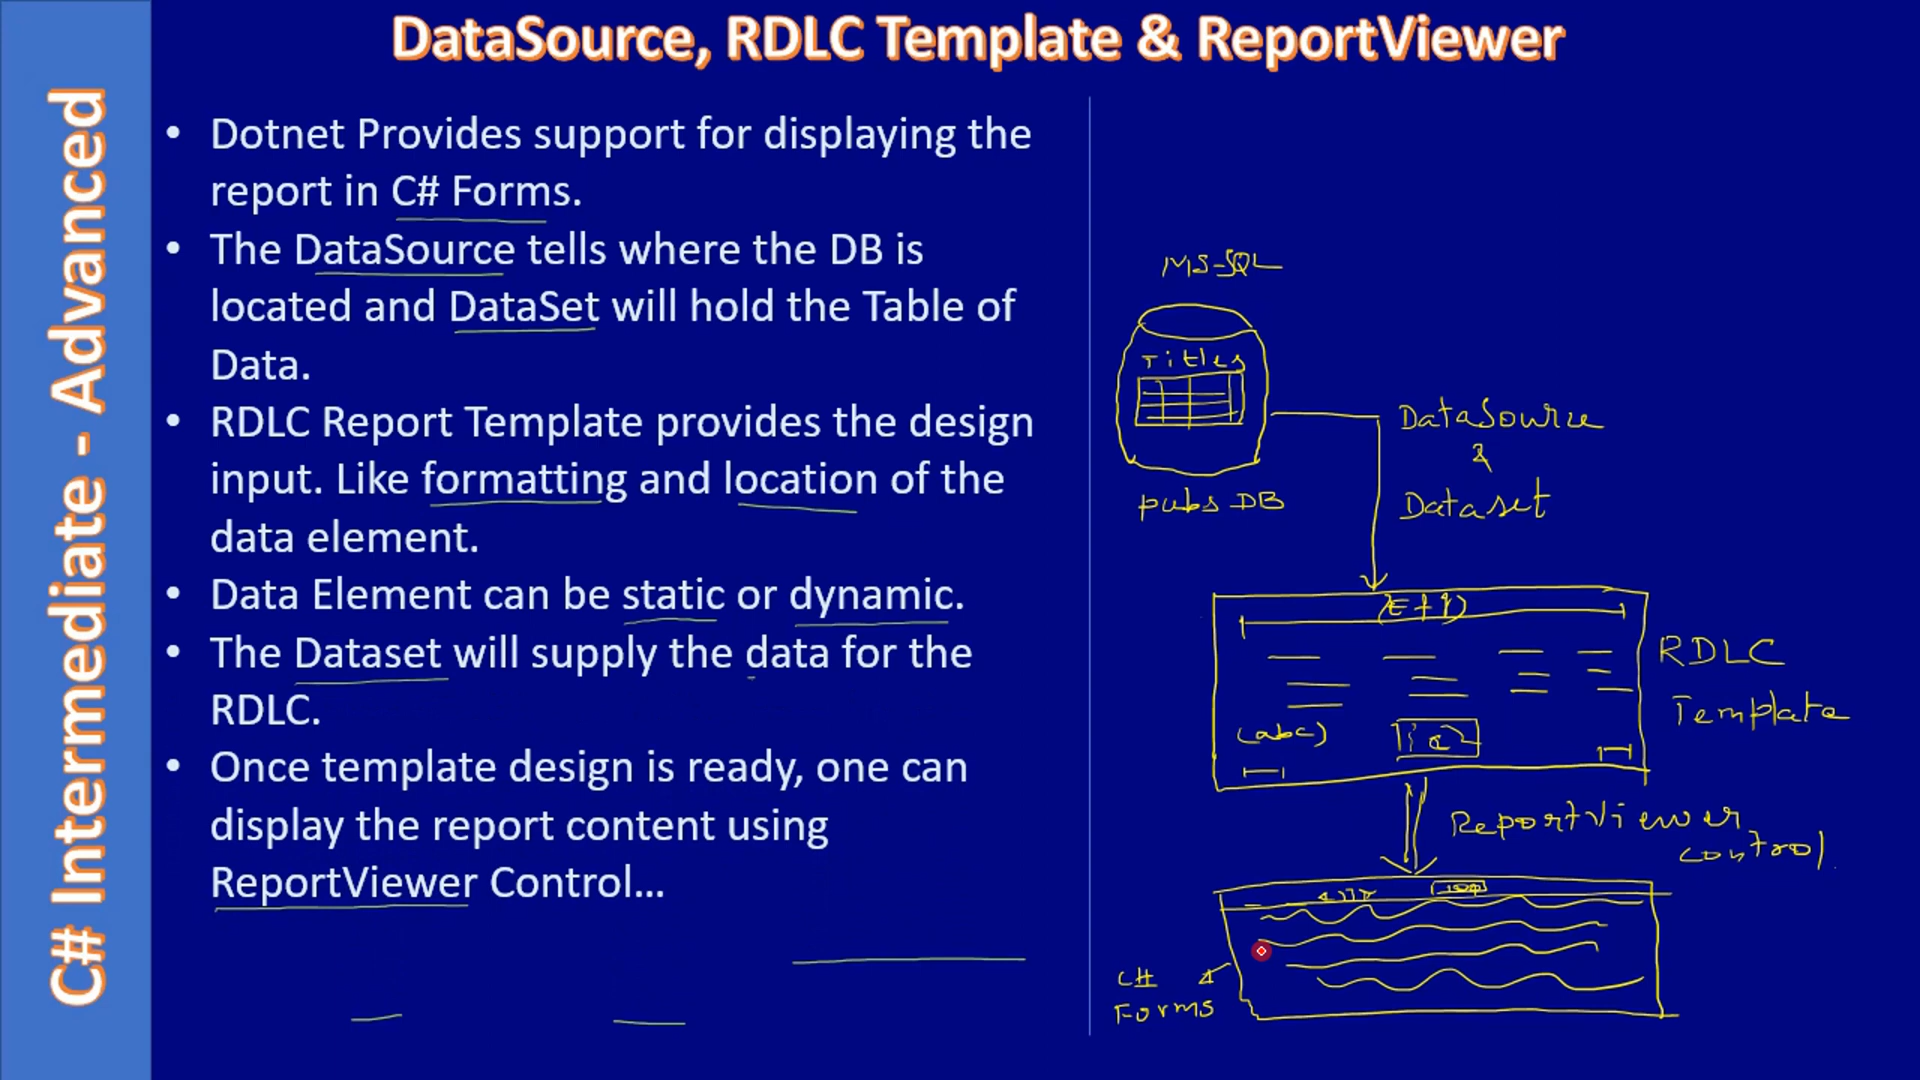 DataSource, RDLC Template & ReportViewer
C# Intermediate - Advanced
• Dotnet Provides support for displaying the
report in C# Forms.
• The DataSource tells where the DB is
located and DataSet will hold the Table of
Data.
• RDLC Report Template provides the design
input. Like formatting and location of the
data element.
• Data Element can be static or dynamic.
• The Dataset will supply the data for the
RDLC.
• Once template design is ready, one can
display the report content using
ReportViewer Control...
MS-SQL
Titles
pubs DB
DataSource
&
Dataset
RDLC
Template
(abc)
ReportViewer
control
C#
Forms